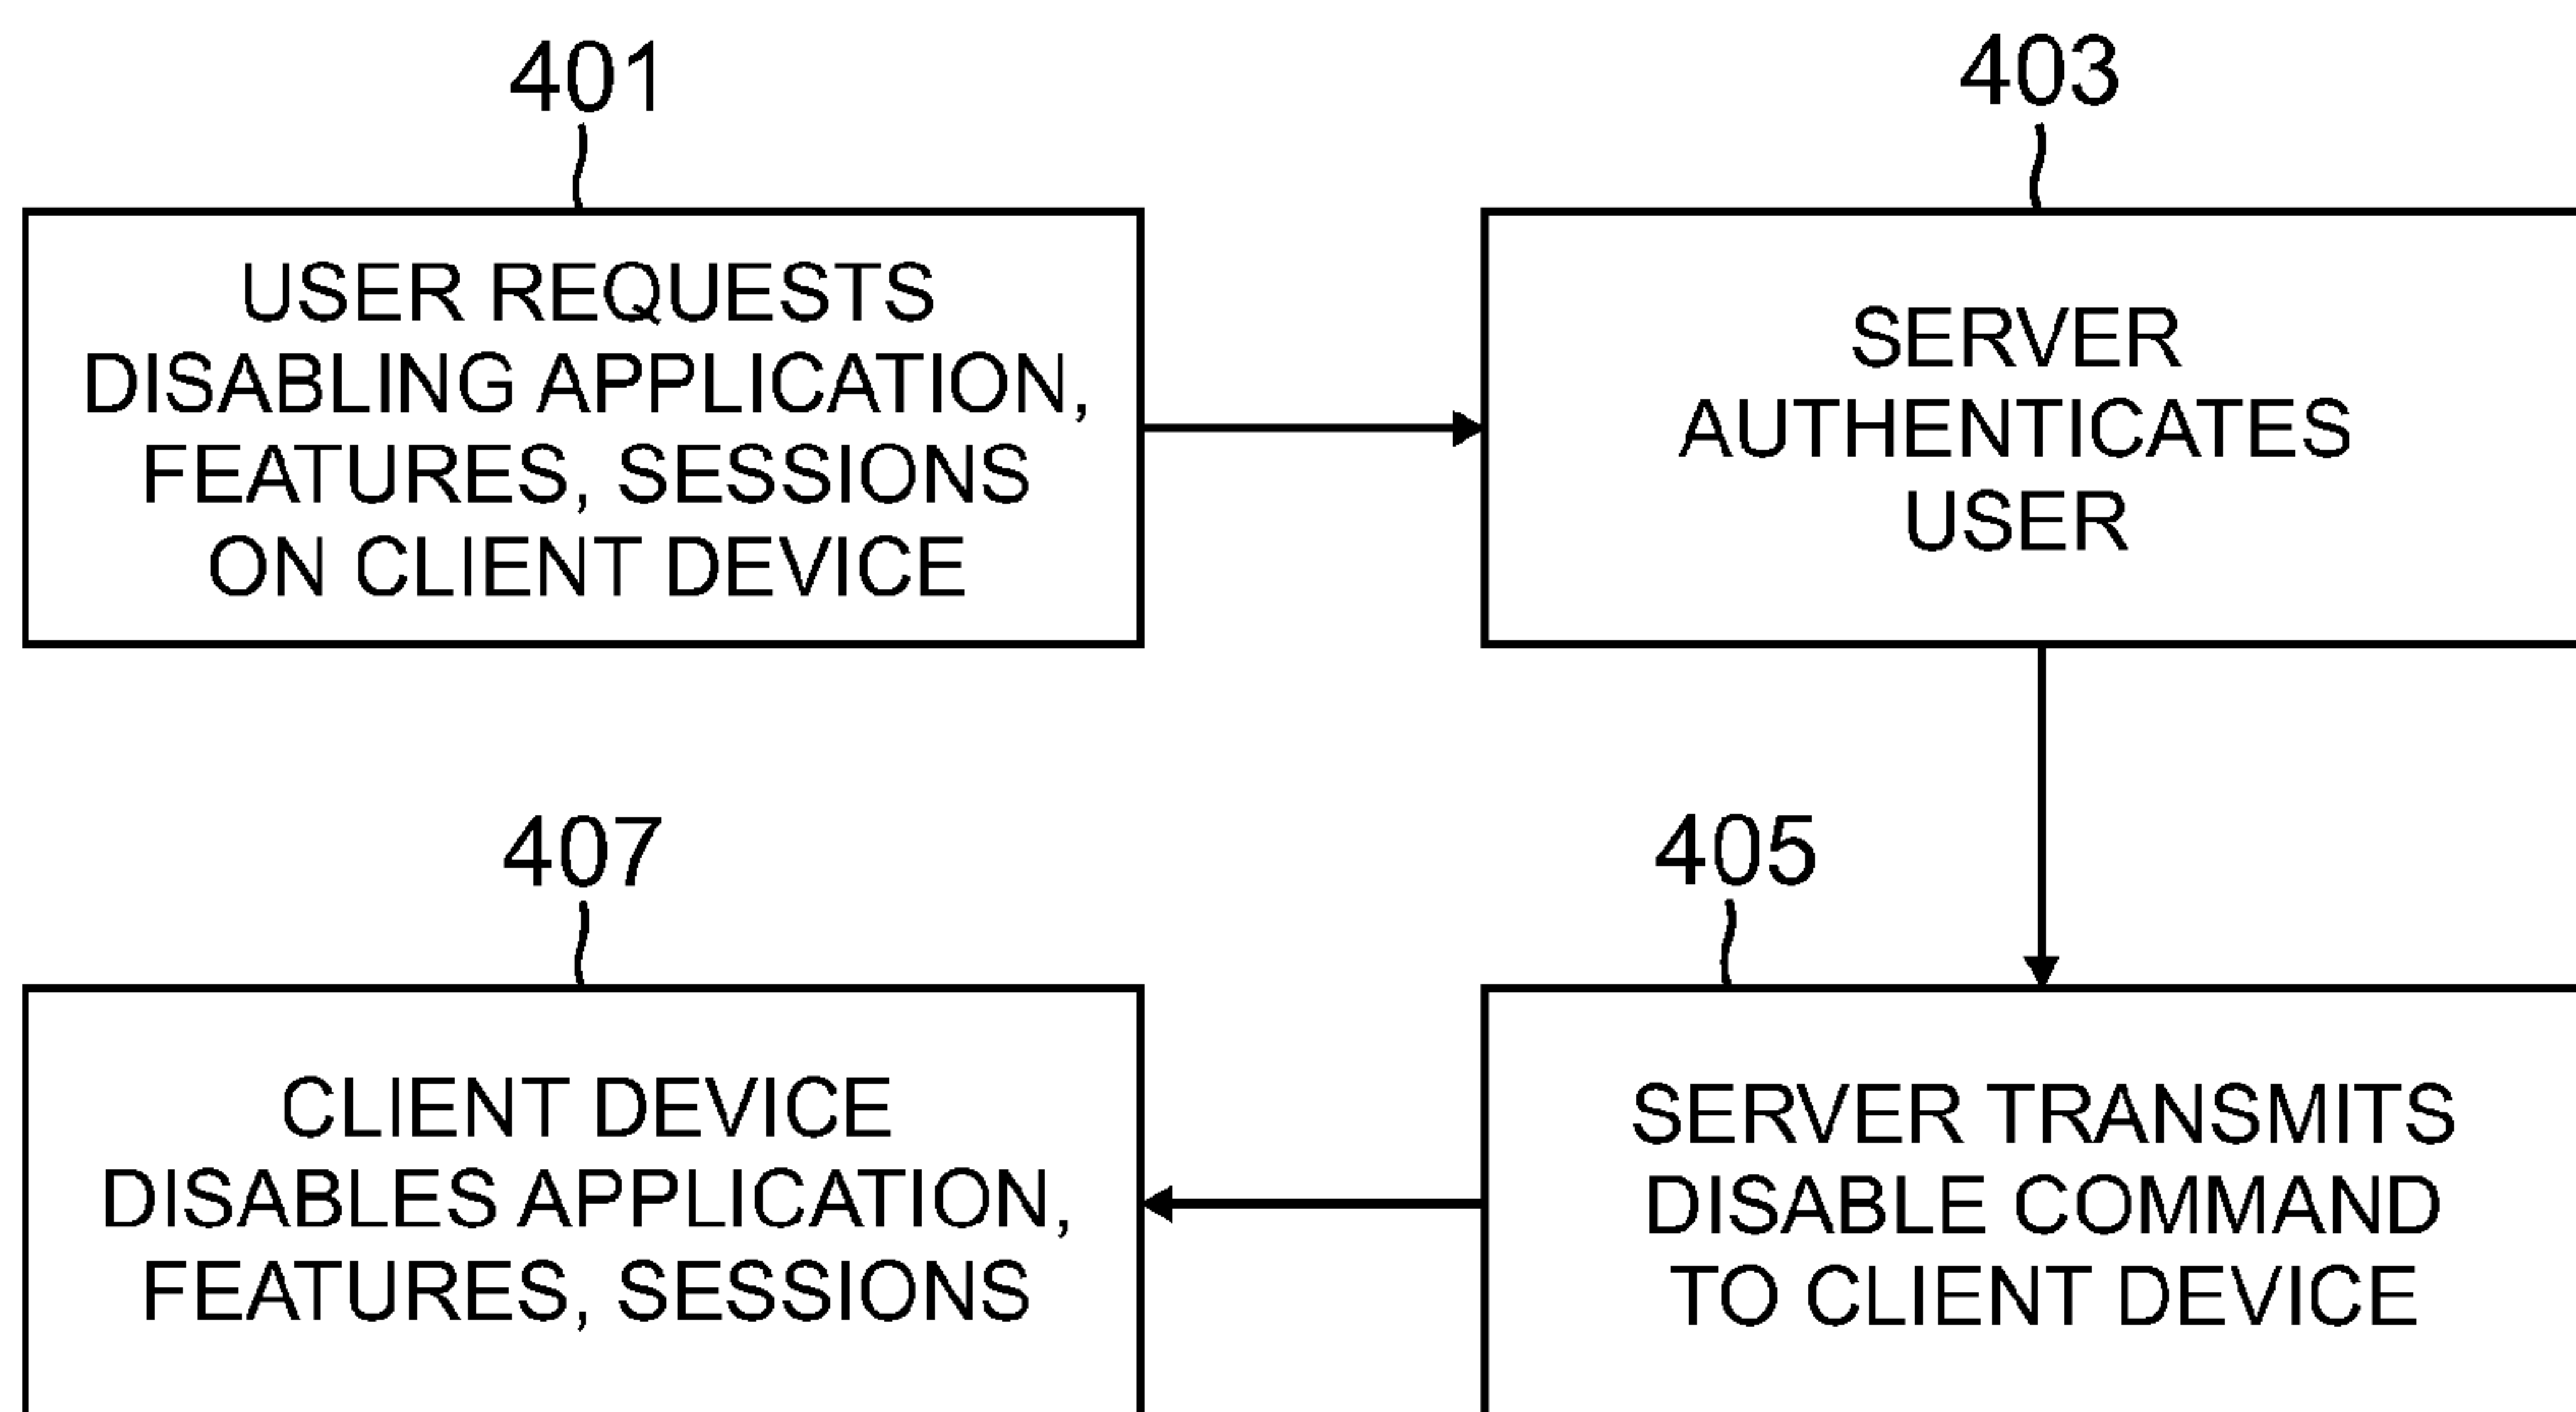 401
USER REQUESTS
DISABLING APPLICATION,
FEATURES, SESSIONS
ON CLIENT DEVICE
403
SERVER
AUTHENTICATES
USER
407
CLIENT DEVICE
DISABLES APPLICATION,
FEATURES, SESSIONS
405
SERVER TRANSMITS
DISABLE COMMAND
TO CLIENT DEVICE